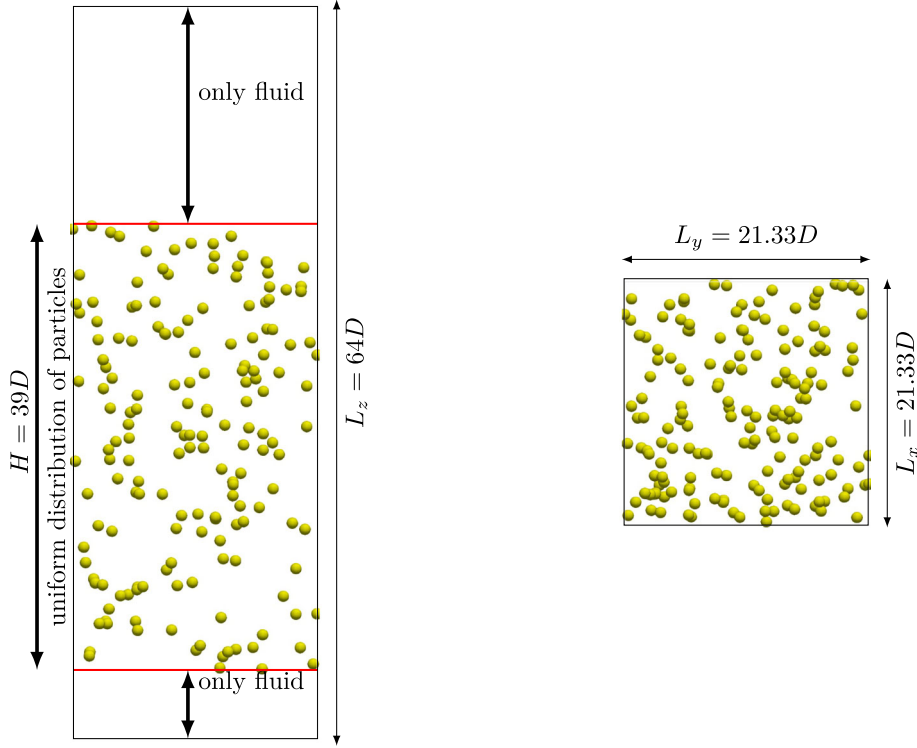 only fluid
H = 39D
uniform distribution of particles
L_z = 64D
only fluid
L_y = 21.33D
L_x = 21.33D